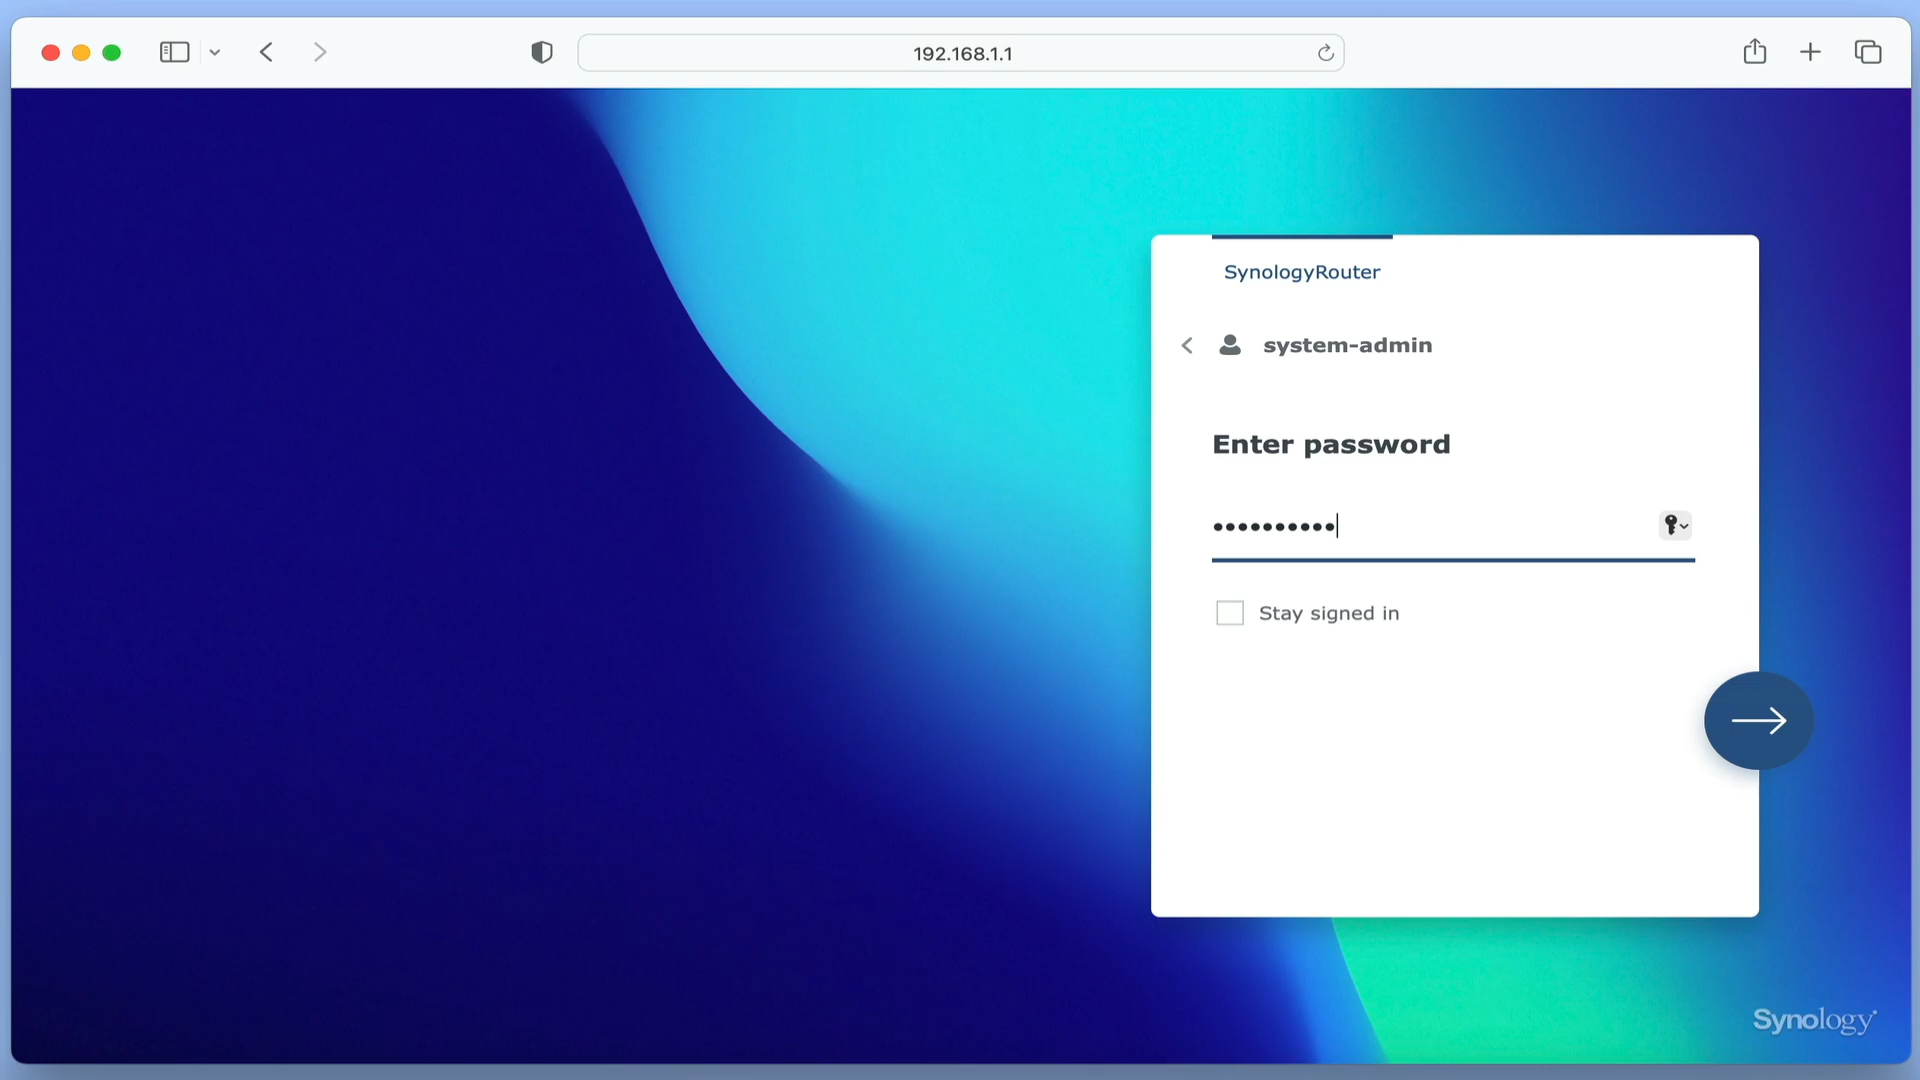 192.168.1.1
SynologyRouter
system-admin
Enter password
••••••••••
Stay signed in
Synology